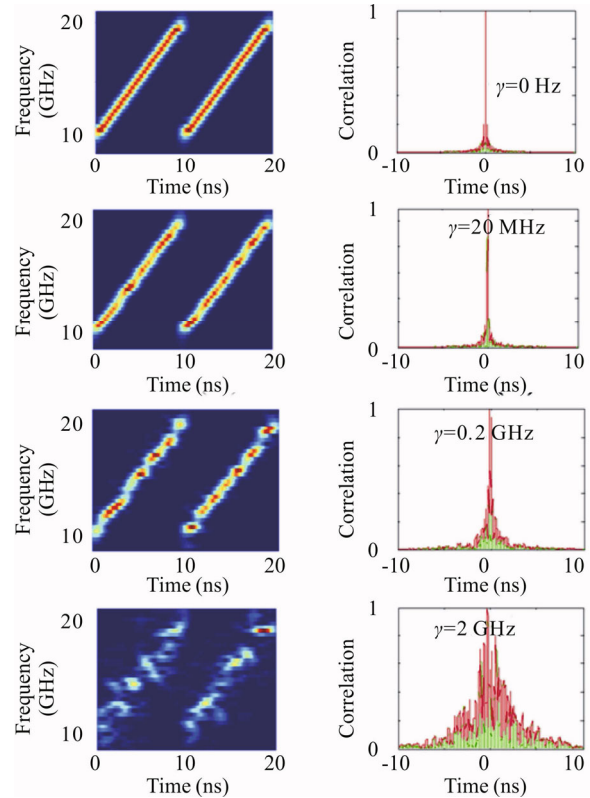 20
Frequency
(GHz)
10
0 10 20
Time (ns)
1
Correlation
γ=0 Hz
0
-10 0 10
Time (ns)
20
Frequency
(GHz)
10
0 10 20
Time (ns)
1
Correlation
γ=20 MHz
0
-10 0 10
Time (ns)
20
Frequency
(GHz)
10
0 10 20
Time (ns)
1
Correlation
γ=0.2 GHz
0
-10 0 10
Time (ns)
20
Frequency
(GHz)
10
0 10 20
Time (ns)
1
Correlation
γ=2 GHz
0
-10 0 10
Time (ns)